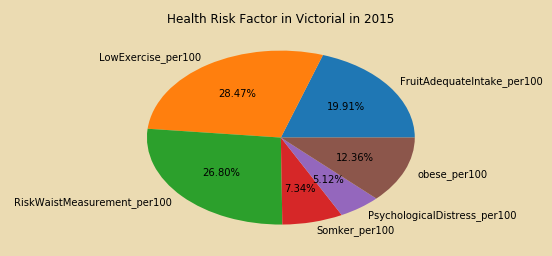 Health Risk Factor in Victorial in 2015
LowExercise_per100
FruitAdequateIntake_per100
28.47%
19.91%
26.80%
12.36%
7.34%
5.12%
obese_per100
RiskWaistMeasurement_per100
PsychologicalDistress_per100
Somker_per100